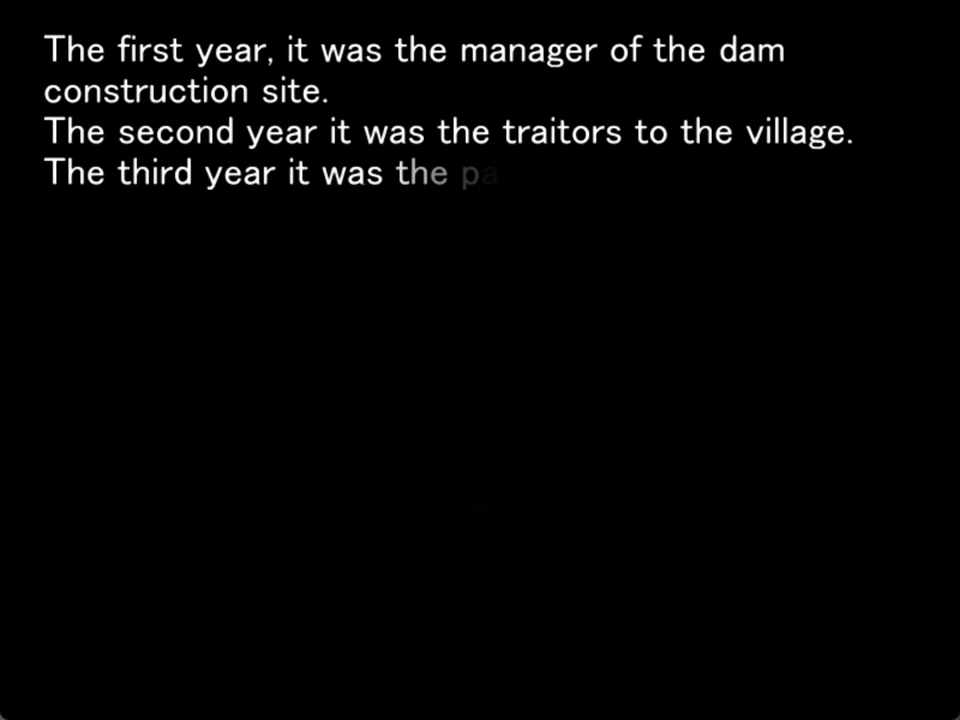 The first year, it was the manager of the dam
construction site.
The second year it was the traitors to the village.
The third year it was the pa